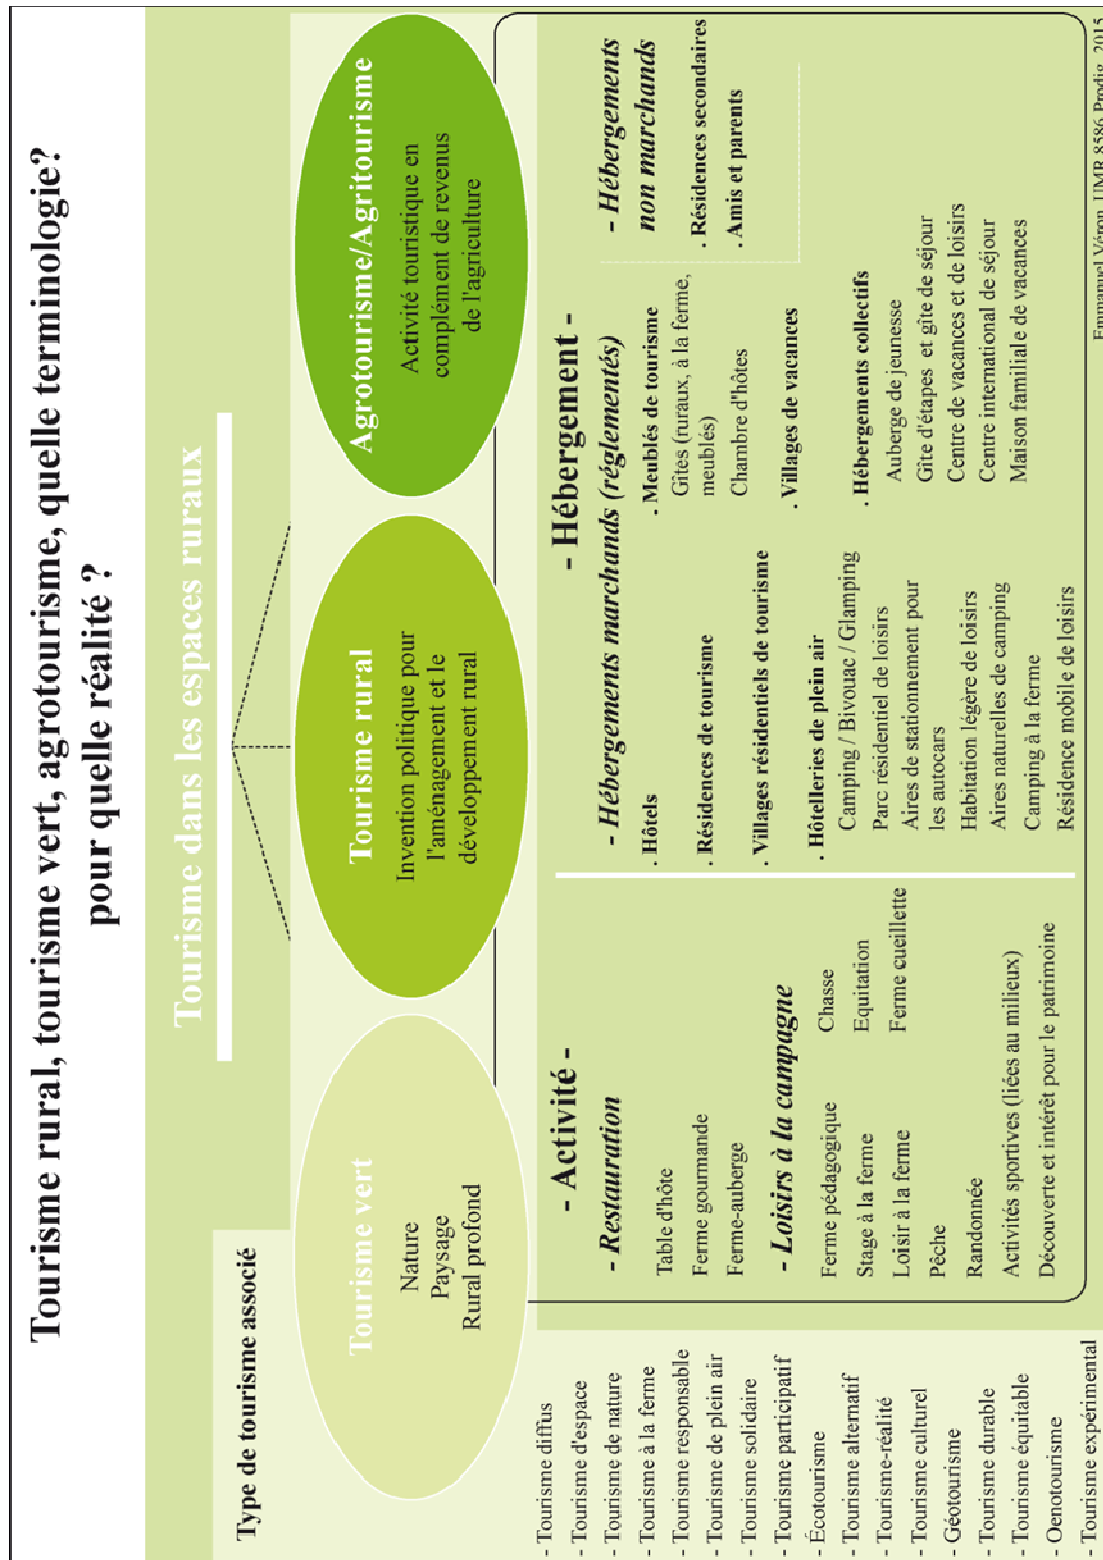 Tourisme rural, tourisme vert, agrotourisme, quelle terminologie?
pour quelle réalité ?
Tourisme dans les espaces ruraux
Type de tourisme associé
Tourisme vert
Nature
Paysage
Rural profond
Tourisme rural
Invention politique pour
l'aménagement et le
développement rural
Agrotourisme/Agritourisme
Activité touristique en
complément de revenus
de l'agriculture
- Tourisme diffus
- Tourisme d'espace
- Tourisme de nature
- Tourisme à la ferme
- Tourisme responsable
- Tourisme de plein air
- Tourisme solidaire
- Tourisme participatif
- Écotourisme
- Tourisme alternatif
- Tourisme-réalité
- Tourisme culturel
- Géotourisme
- Tourisme durable
- Tourisme équitable
- Oenotourisme
- Tourisme expérimental
- Activité -
- Restauration
Table d'hôte
Ferme gourmande
Ferme-auberge
- Loisirs à la campagne
Ferme pédagogique
Stage à la ferme
Loisir à la ferme
Pêche
Randonnée
Activités sportives (liées au milieux)
Découverte et intérêt pour le patrimoine
Chasse
Equitation
Ferme cueillette
- Hébergement -
- Hébergements marchands (réglementés)
. Hôtels
. Résidences de tourisme
. Villages résidentiels de tourisme
. Hôtelleries de plein air
Camping / Bivouac / Glamping
Parc résidentiel de loisirs
Aires de stationnement pour
les autocars
Habitation légère de loisirs
Aires naturelles de camping
Camping à la ferme
Résidence mobile de loisirs
. Meublés de tourisme
Gîtes (ruraux, à la ferme,
meublés)
Chambre d'hôtes
. Villages de vacances
. Hébergements collectifs
Auberge de jeunesse
Gîte d'étapes et gîte de séjour
Centre de vacances et de loisirs
Centre international de séjour
Maison familiale de vacances
- Hébergements
non marchands
. Résidences secondaires
. Amis et parents
Emmanuel Véron, UMR 8586 Prodig, 2015